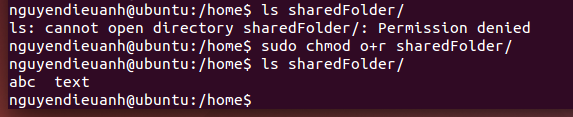 nguyendieuanh@ubuntu:/home$ ls sharedFolder/
ls: cannot open directory sharedFolder/: Permission denied
nguyendieuanh@ubuntu:/home$ sudo chmod o+r sharedFolder/
nguyendieuanh@ubuntu:/home$ ls sharedFolder/
abc  text
nguyendieuanh@ubuntu:/home$